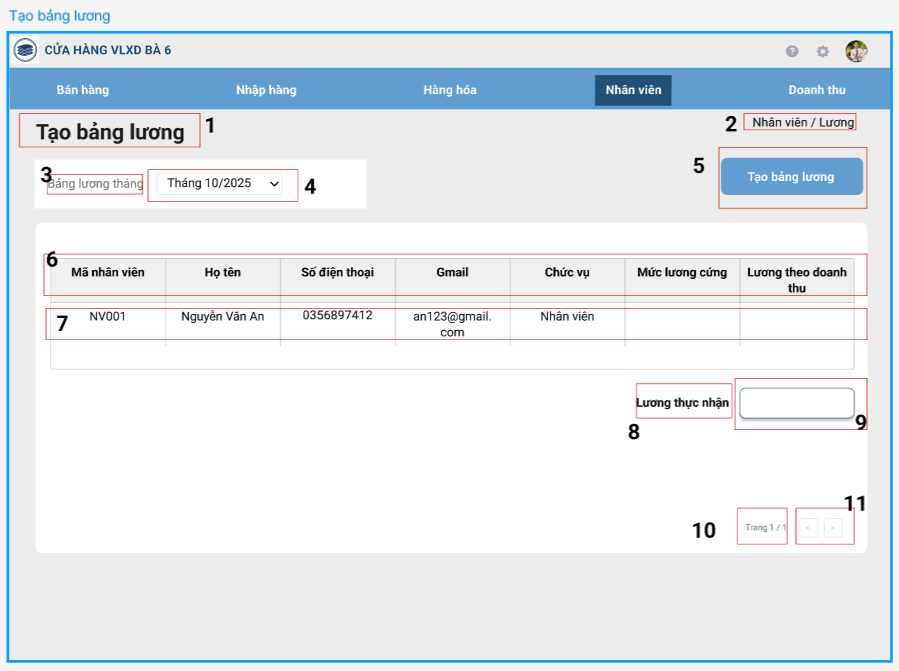 Tạo bảng lương
CỬA HÀNG VLXD BÀ 6
Bán hàng
Nhập hàng
Hàng hóa
Nhân viên
Doanh thu
Tạo bảng lương
1
2
Nhân viên / Lương
3
Bảng lương tháng
Tháng 10/2025
4
5
Tạo bảng lương
6
Mã nhân viên
Họ tên
Số điện thoại
Gmail
Chức vụ
Mức lương cứng
Lương theo doanh
thu
7
NV001
Nguyễn Văn An
0356897412
an123@gmail.
com
Nhân viên
Lương thực nhận
8
9
10
Trang 1 / 1
11
< >